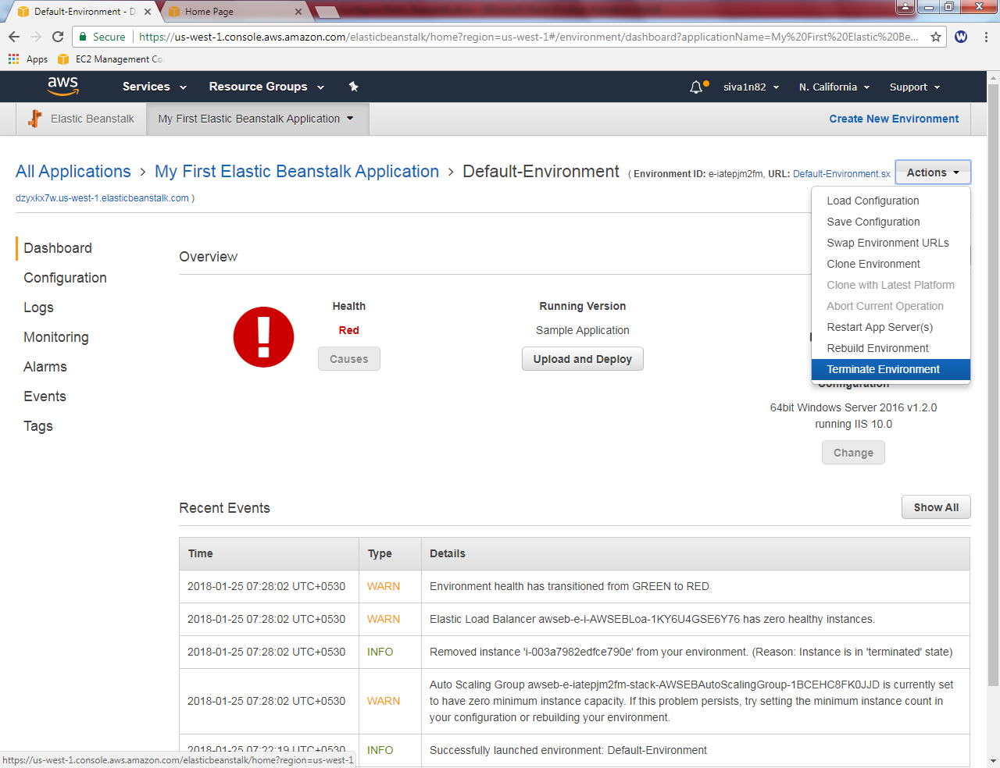 Default-Environment - D
Home Page
Secure
https://us-west-1.console.aws.amazon.com/elasticbeanstalk/home?region=us-west-1#/environment/dashboard?applicationName=My%20First%20Elastic%20Be...
Apps
EC2 Management Co
aws
Services
Resource Groups
siva1n82
N. California
Support
Elastic Beanstalk
My First Elastic Beanstalk Application
Create New Environment
All Applications > My First Elastic Beanstalk Application > Default-Environment ( Environment ID: e-iatepjm2fm, URL: Default-Environment.sx
dzyxkx7w.us-west-1.elasticbeanstalk.com )
Actions
Load Configuration
Save Configuration
Swap Environment URLs
Clone Environment
Clone with Latest Platform
Abort Current Operation
Restart App Server(s)
Rebuild Environment
Terminate Environment
Dashboard
Configuration
Logs
Monitoring
Alarms
Events
Tags
Overview
Health
Red
Causes
Running Version
Sample Application
Upload and Deploy
Configuration
64bit Windows Server 2016 v1.2.0
running IIS 10.0
Change
Recent Events
Show All
Time Type Details
2018-01-25 07:28:02 UTC+0530 WARN Environment health has transitioned from GREEN to RED
2018-01-25 07:28:02 UTC+0530 WARN Elastic Load Balancer awseb-e-i-AWSEBLoa-1KY6U4GSE6Y76 has zero healthy instances.
2018-01-25 07:28:02 UTC+0530 INFO Removed instance 'i-003a7982edfce790e' from your environment. (Reason: Instance is in 'terminated' state)
2018-01-25 07:28:02 UTC+0530 WARN Auto Scaling Group awseb-e-iatepjm2fm-stack-AWSEBAutoScalingGroup-1BCEHC8FK0JJD is currently set
to have zero minimum instance capacity. If this problem persists, try setting the minimum instance count in
your configuration or rebuilding your environment.
2018-01-25 07:22:19 UTC+0530 INFO Successfully launched environment: Default-Environment
https://us-west-1.console.aws.amazon.com/elasticbeanstalk/home?region=us-west-1